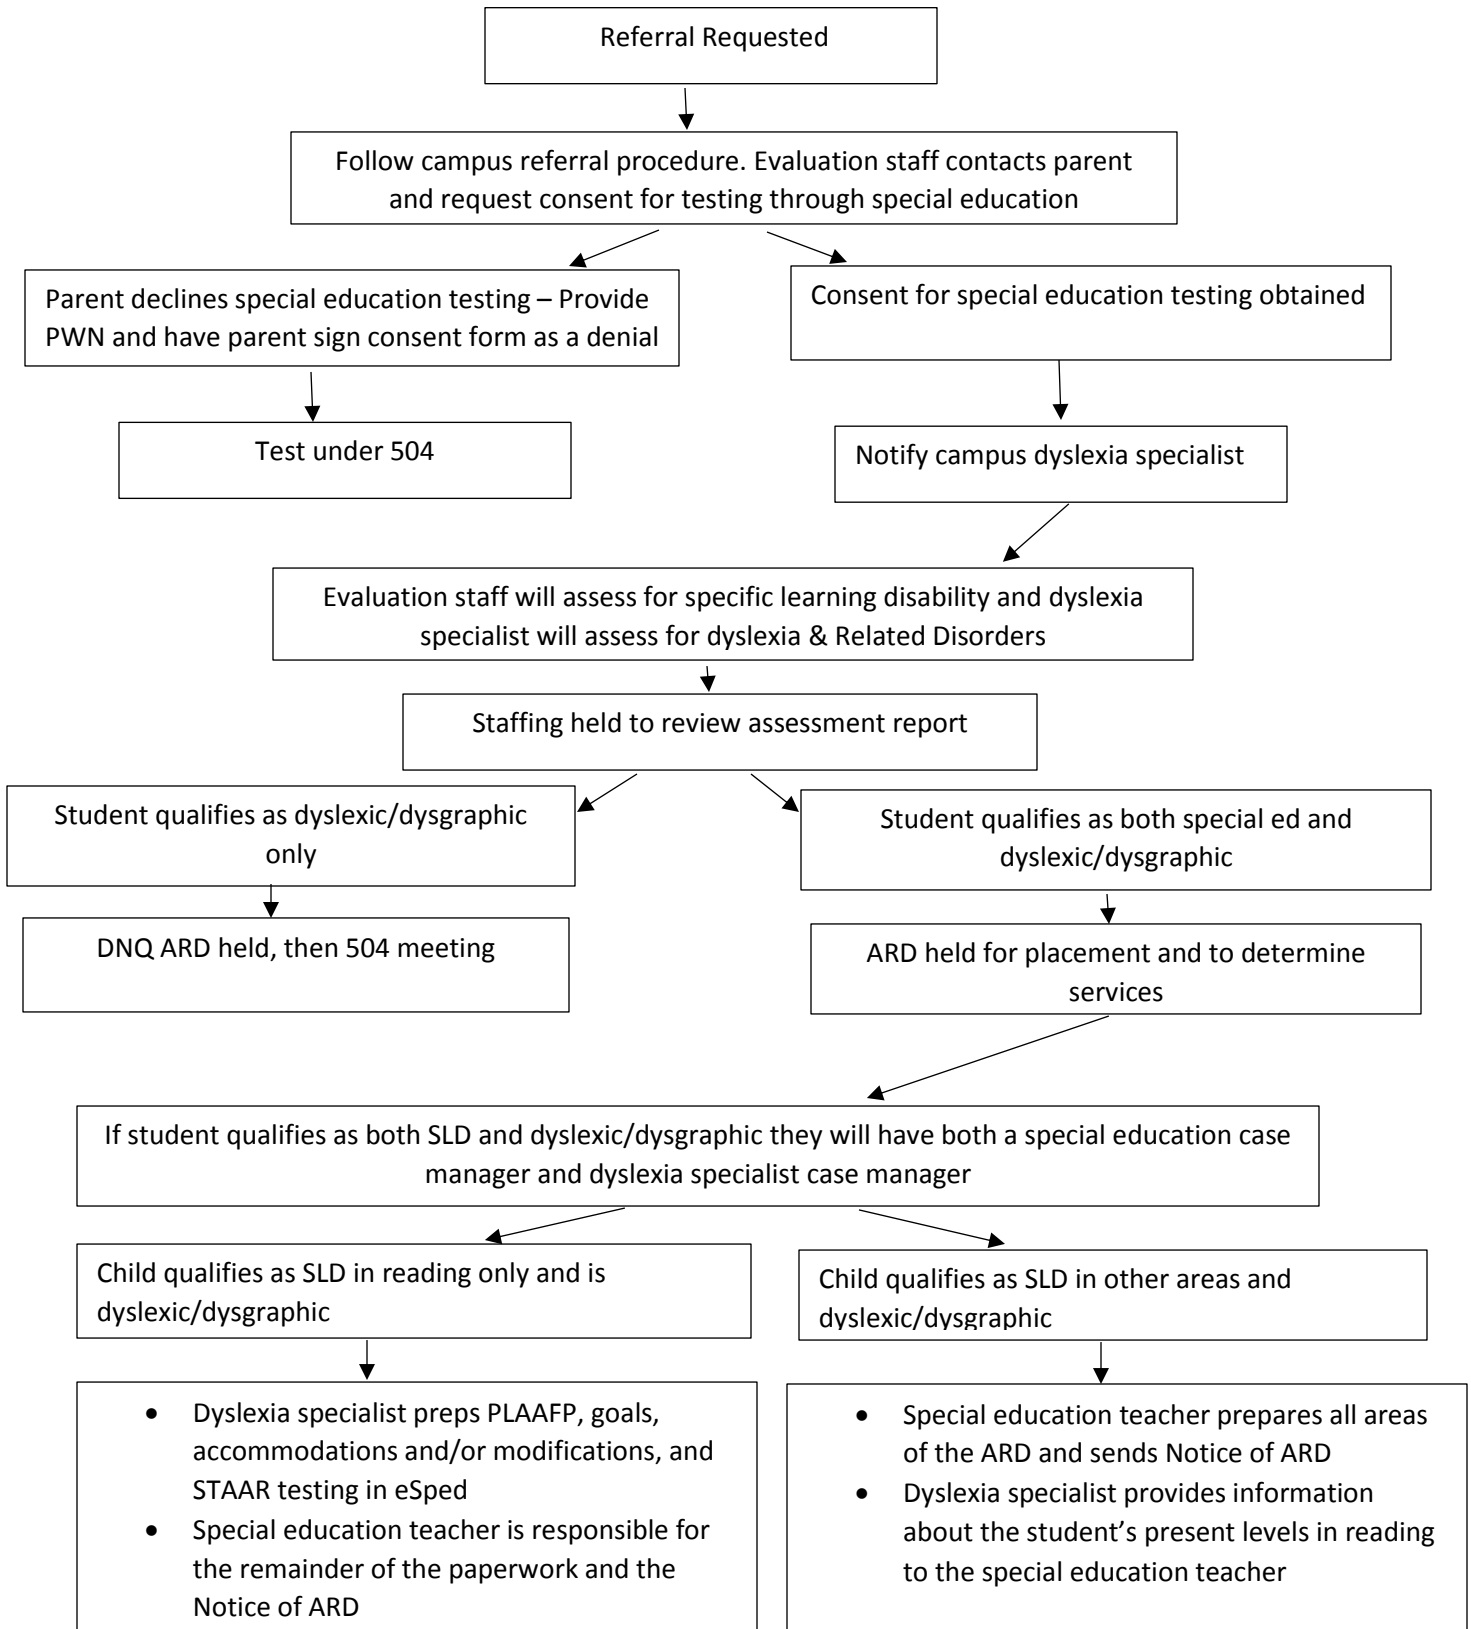 Referral Requested
Follow campus referral procedure. Evaluation staff contacts parent
and request consent for testing through special education
Parent declines special education testing – Provide
PWN and have parent sign consent form as a denial
Consent for special education testing obtained
Test under 504
Notify campus dyslexia specialist
Evaluation staff will assess for specific learning disability and dyslexia
specialist will assess for dyslexia & Related Disorders
Staffing held to review assessment report
Student qualifies as dyslexic/dysgraphic
only
Student qualifies as both special ed and
dyslexic/dysgraphic
DNQ ARD held, then 504 meeting
ARD held for placement and to determine
services
If student qualifies as both SLD and dyslexic/dysgraphic they will have both a special education case
manager and dyslexia specialist case manager
Child qualifies as SLD in reading only and is
dyslexic/dysgraphic
Child qualifies as SLD in other areas and
dyslexic/dysgraphic
• Dyslexia specialist preps PLAAFP, goals,
accommodations and/or modifications, and
STAAR testing in eSped
• Special education teacher is responsible for
the remainder of the paperwork and the
Notice of ARD
• Special education teacher prepares all areas
of the ARD and sends Notice of ARD
• Dyslexia specialist provides information
about the student’s present levels in reading
to the special education teacher